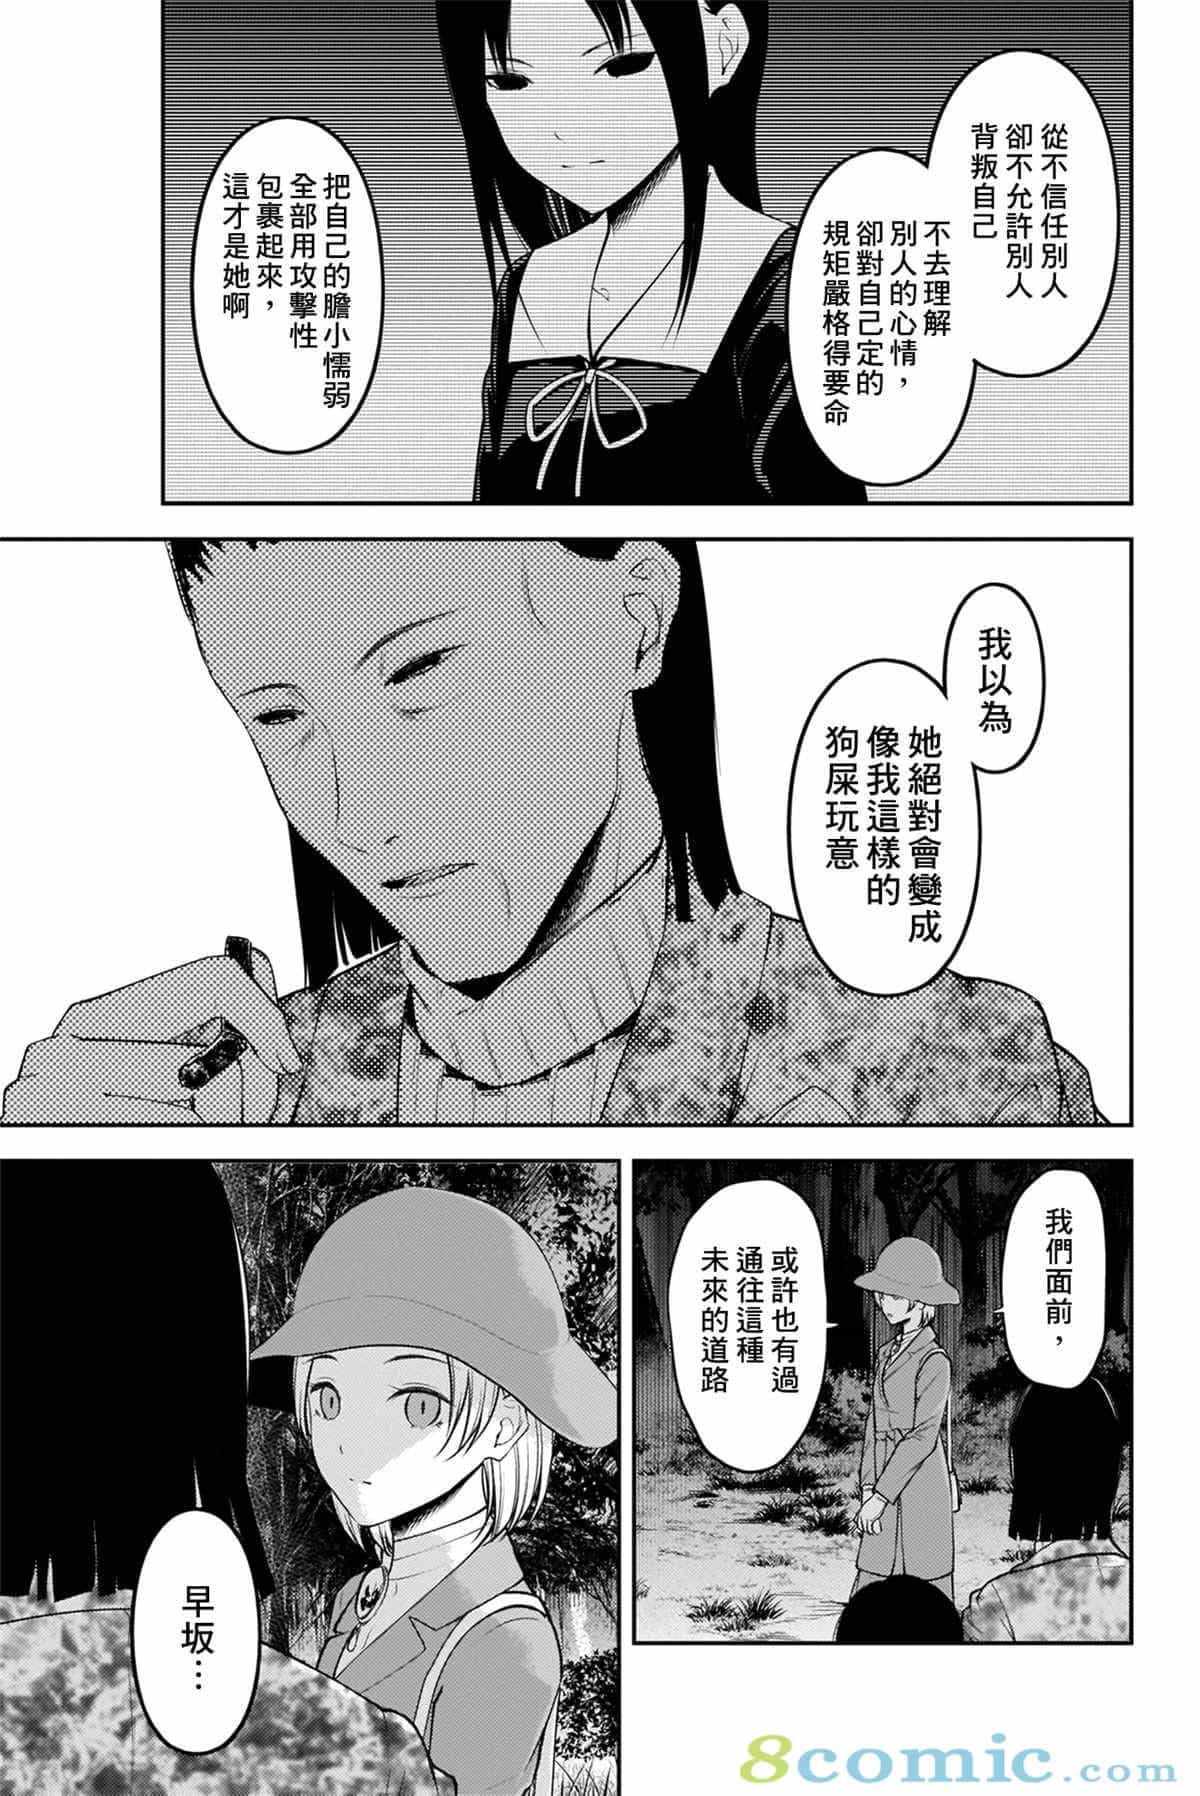 從不信任別人
卻不允許別人
背叛自己
不去理解
別人的心情，
卻對自己定的
規矩嚴格得要命
把自己的膽小懦弱
全部用攻擊性
包裹起來，
這才是她啊
我以為
她絕對會變成
像我這樣的
狗屎玩意
我們面前，
或許也有過
通往這種
未來的道路
早坂…
8comic.com